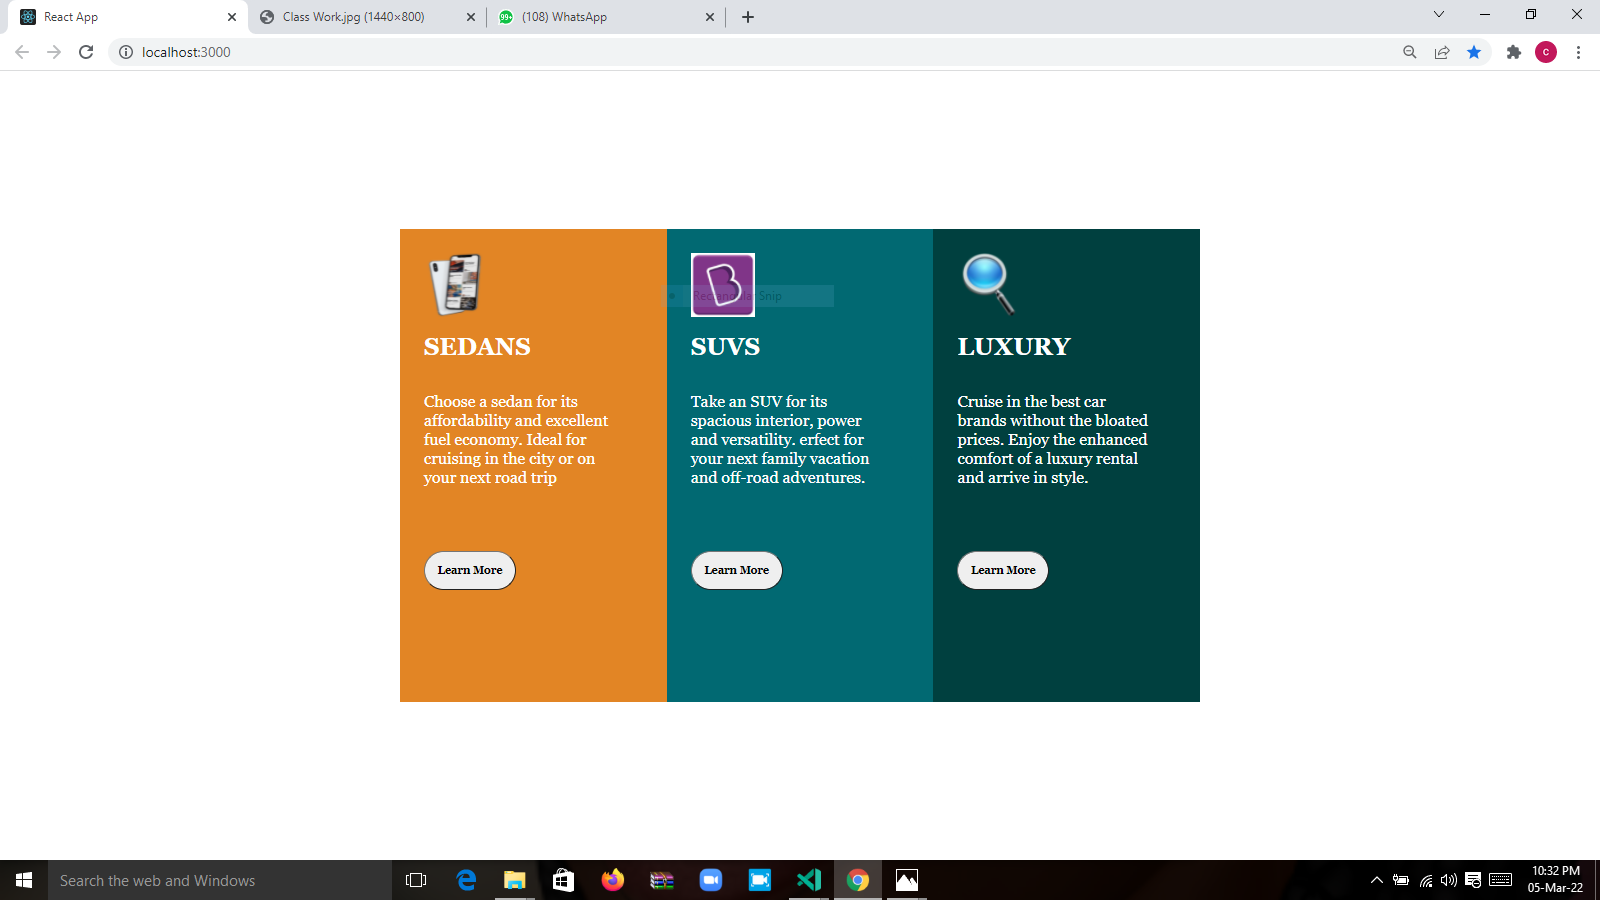 React App
Class Work.jpg (1440×800)
99+
(108) WhatsApp
localhost:3000
C
Rectangular Snip
SEDANS
Choose a sedan for its
affordability and excellent
fuel economy. Ideal for
cruising in the city or on
your next road trip
Learn More
B
SUVS
Take an SUV for its
spacious interior, power
and versatility. erfect for
your next family vacation
and off-road adventures.
Learn More
LUXURY
Cruise in the best car
brands without the bloated
prices. Enjoy the enhanced
comfort of a luxury rental
and arrive in style.
Learn More
Search the web and Windows
10:32 PM
05-Mar-22